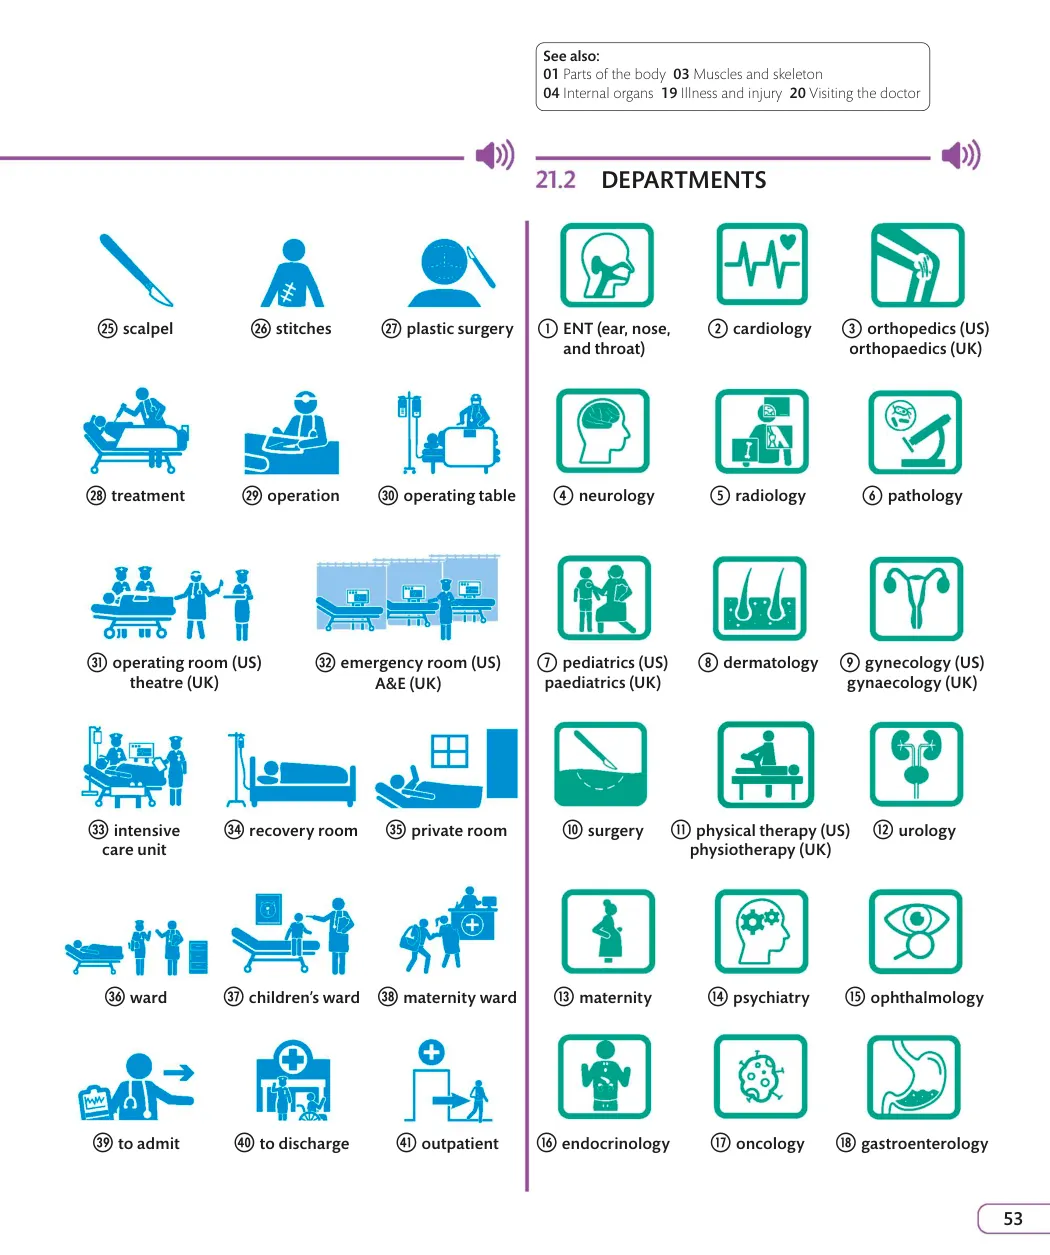 See also:
01 Parts of the body 03 Muscles and skeleton
04 Internal organs 19 Illness and injury 20 Visiting the doctor
21.2 DEPARTMENTS
25 scalpel
26 stitches
27 plastic surgery
28 treatment
29 operation
30 operating table
31 operating room (US)
theatre (UK)
32 emergency room (US)
A&E (UK)
33 intensive
care unit
34 recovery room
35 private room
36 ward
37 children's ward
38 maternity ward
39 to admit
40 to discharge
41 outpatient
1 ENT (ear, nose,
and throat)
2 cardiology
3 orthopedics (US)
orthopaedics (UK)
4 neurology
5 radiology
6 pathology
7 pediatrics (US)
paediatrics (UK)
8 dermatology
9 gynecology (US)
gynaecology (UK)
10 surgery
11 physical therapy (US)
physiotherapy (UK)
12 urology
13 maternity
14 psychiatry
15 ophthalmology
16 endocrinology
17 oncology
18 gastroenterology
53